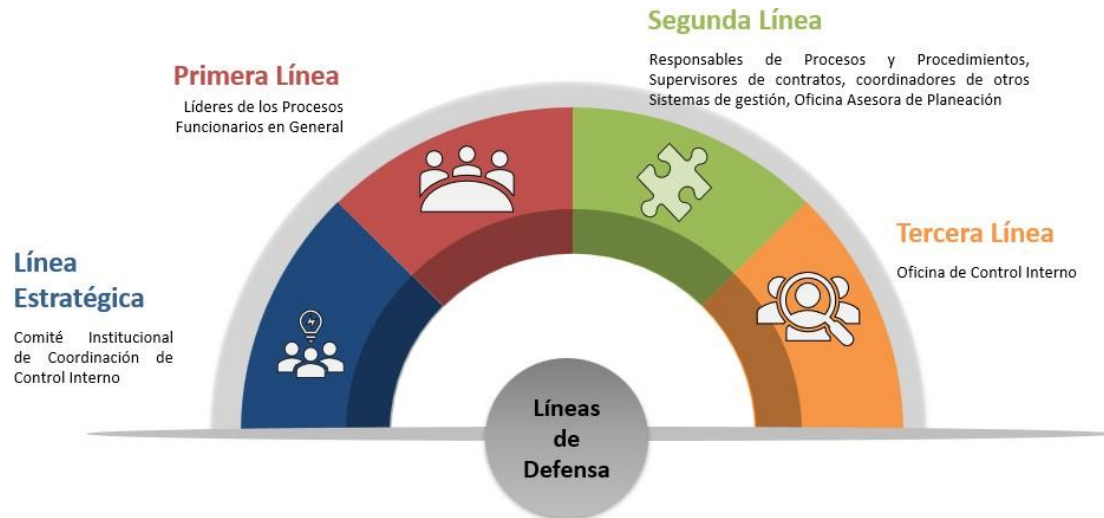 Segunda Línea
Responsables de Procesos y Procedimientos,
Supervisores de contratos, coordinadores de otros
Sistemas de gestión, Oficina Asesora de Planeación
Primera Línea
Líderes de los Procesos
Funcionarios en General
Tercera Línea
Oficina de Control Interno
Línea
Estratégica
Comité Institucional
de Coordinación de
Control Interno
Líneas
de
Defensa